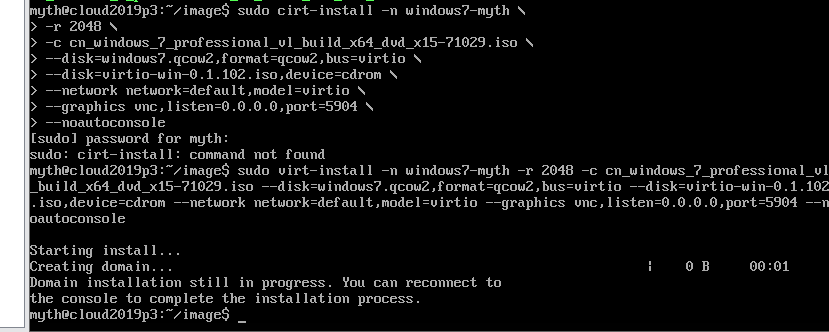 myth@cloud2019p3:~/image$ sudo cirt-install -n windows7-myth \
> -r 2048 \
> -c cn_windows_7_professional_vl_build_x64_dvd_x15-71029.iso \
> --disk=windows7.qcow2,format=qcow2,bus=virtio \
> --disk=virtio-win-0.1.102.iso,device=cdrom \
> --network network=default,model=virtio \
> --graphics vnc,listen=0.0.0.0,port=5904 \
> --noautoconsole
[sudo] password for myth:
sudo: cirt-install: command not found
myth@cloud2019p3:~/image$ sudo virt-install -n windows7-myth -r 2048 -c cn_windows_7_professional_vl
_build_x64_dvd_x15-71029.iso --disk=windows7.qcow2,format=qcow2,bus=virtio --disk=virtio-win-0.1.102
.iso,device=cdrom --network network=default,model=virtio --graphics vnc,listen=0.0.0.0,port=5904 --n
oautoconsole
Starting install...
Creating domain... | 0 B 00:01
Domain installation still in progress. You can reconnect to
the console to complete the installation process.
myth@cloud2019p3:~/image$ _